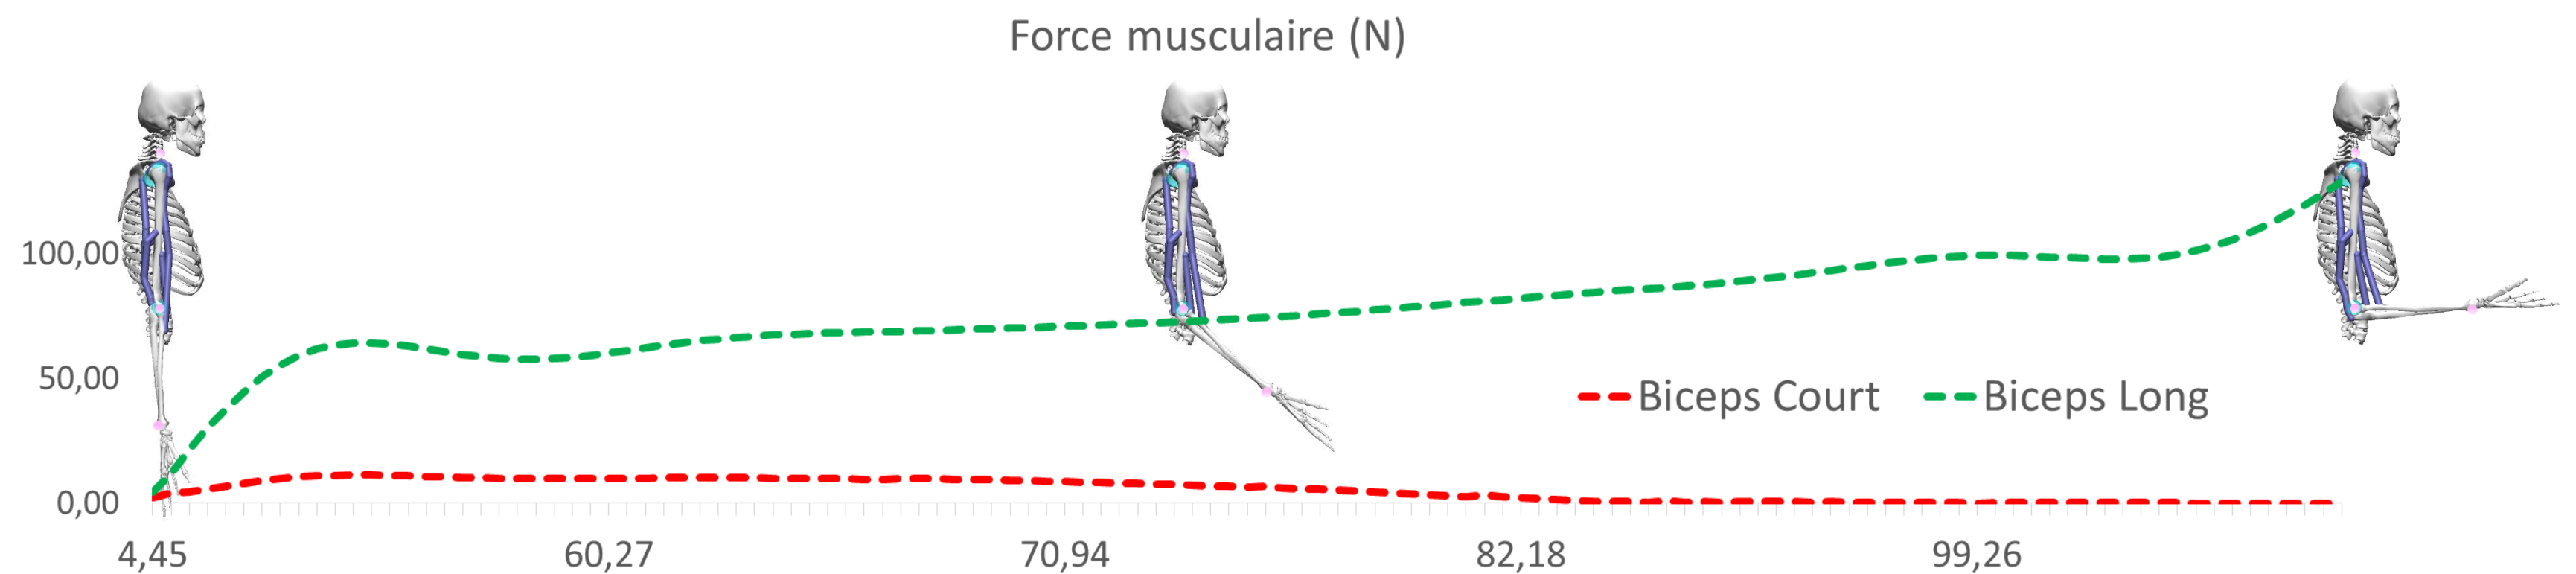 Force musculaire (N)
100,00
50,00
0,00
Biceps Court
Biceps Long
4,45
60,27
70,94
82,18
99,26